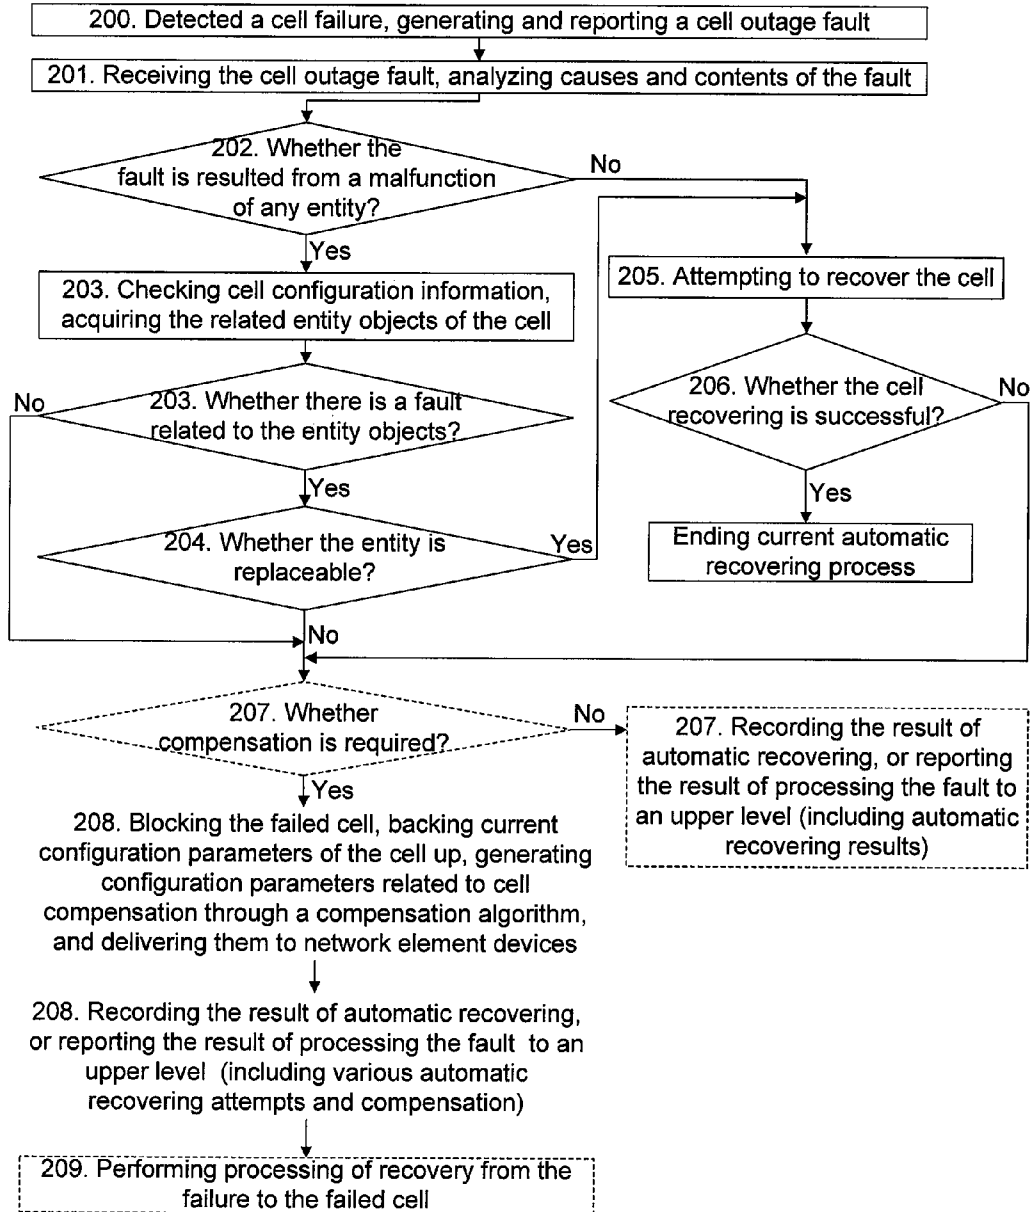 200. Detected a cell failure, generating and reporting a cell outage fault
201. Receiving the cell outage fault, analyzing causes and contents of the fault
202. Whether the
fault is resulted from a malfunction
of any entity?
No
Yes
203. Checking cell configuration information,
acquiring the related entity objects of the cell
205. Attempting to recover the cell
203. Whether there is a fault
related to the entity objects?
No
Yes
206. Whether the cell
recovering is successful?
No
Yes
204. Whether the entity is
replaceable?
Yes
No
Ending current automatic
recovering process
207. Whether
compensation is required?
No
Yes
207. Recording the result of
automatic recovering, or reporting
the result of processing the fault to
an upper level (including automatic
recovering results)
208. Blocking the failed cell, backing current
configuration parameters of the cell up, generating
configuration parameters related to cell
compensation through a compensation algorithm,
and delivering them to network element devices
208. Recording the result of automatic recovering,
or reporting the result of processing the fault to an
upper level (including various automatic
recovering attempts and compensation)
209. Performing processing of recovery from the
failure to the failed cell